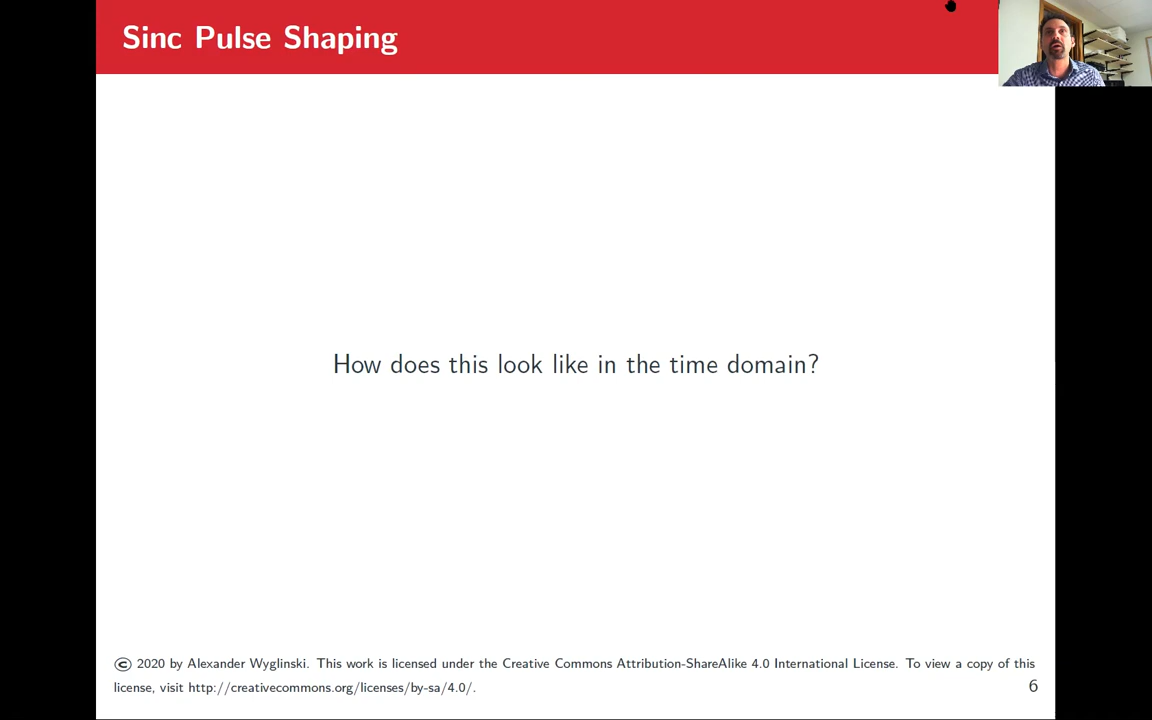 Sinc Pulse Shaping
How does this look like in the time domain?
© 2020 by Alexander Wyglinski. This work is licensed under the Creative Commons Attribution-ShareAlike 4.0 International License. To view a copy of this
license, visit http://creativecommons.org/licenses/by-sa/4.0/.
6